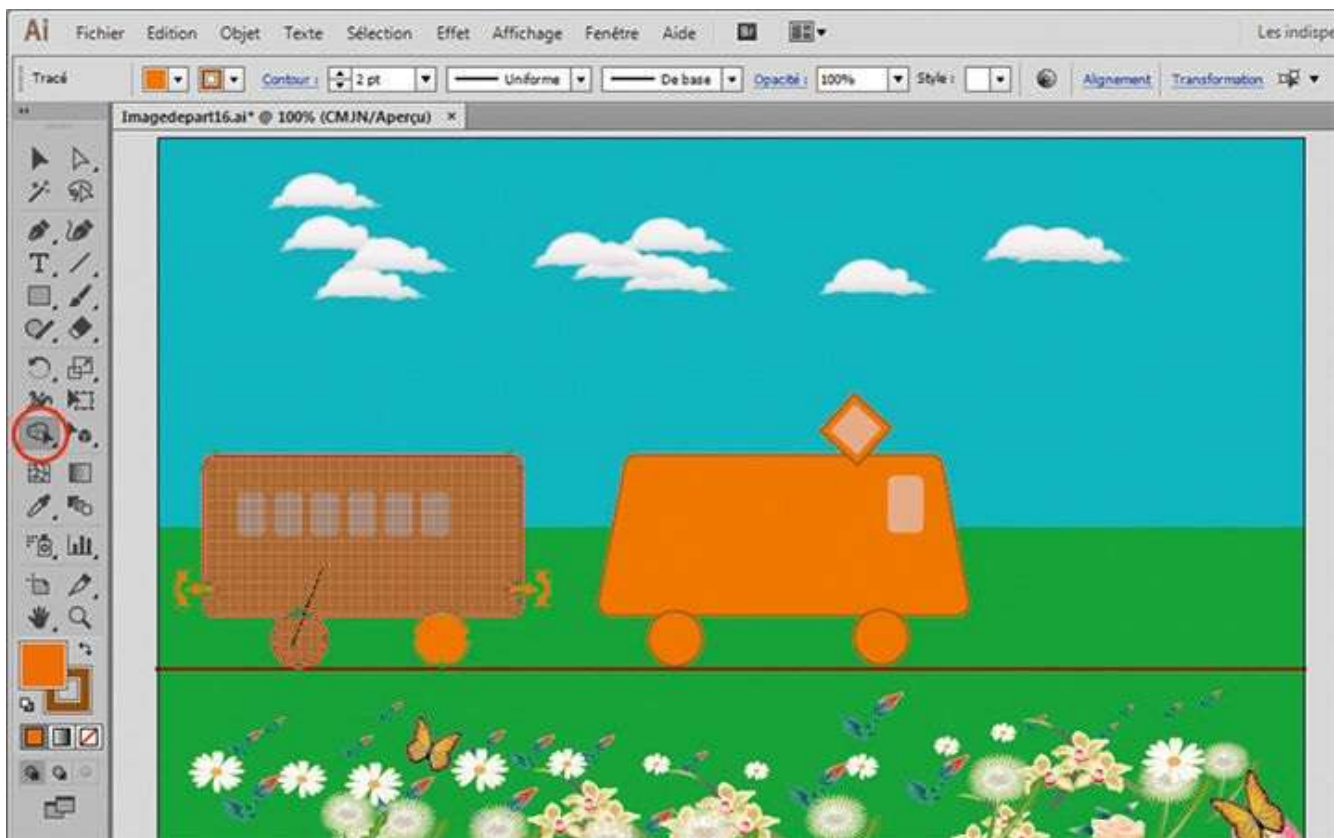 Ai Fichier Edition Objet Texte Sélection Effet Affichage Fenêtre Aide Br Les indispe
Tracé Contour : 2 pt Uniforme De base Opacité : 100% Style : Alignement Transformation
Imagedepart16.ai* @ 100% (CMJN/Aperçu) ×
T